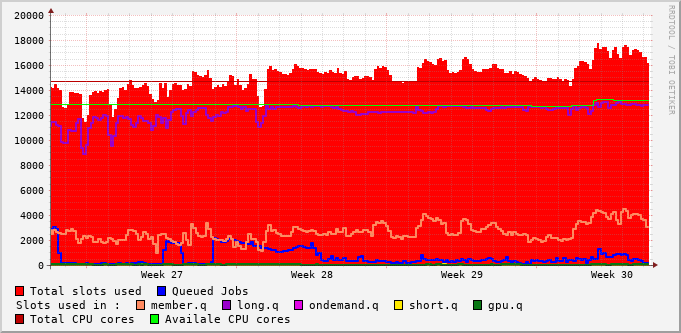 20000
18000
16000
14000
12000
10000
8000
6000
4000
2000
0
Week 27 Week 28 Week 29 Week 30
Total slots used Queued Jobs
Slots used in : member.q long.q ondemand.q short.q gpu.q
Total CPU cores Availale CPU cores
RRDTOOL / TOBI OETIKER